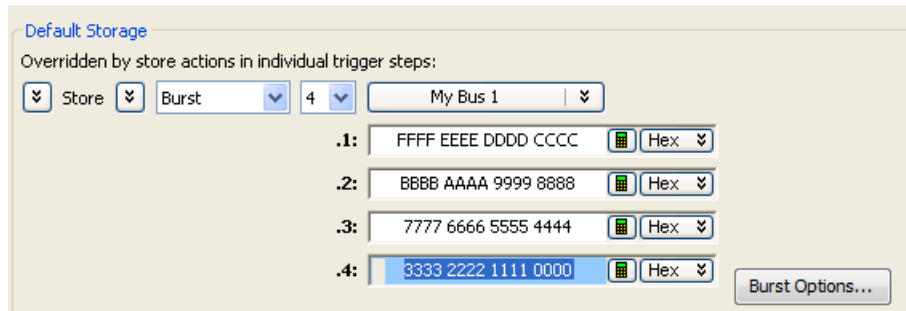 Default Storage
Overridden by store actions in individual trigger steps:
Store Burst 4 My Bus 1
.1: FFFF EEEE DDDD CCCC Hex
.2: BBBB AAAA 9999 8888 Hex
.3: 7777 6666 5555 4444 Hex
.4: 3333 2222 1111 0000 Hex
Burst Options...